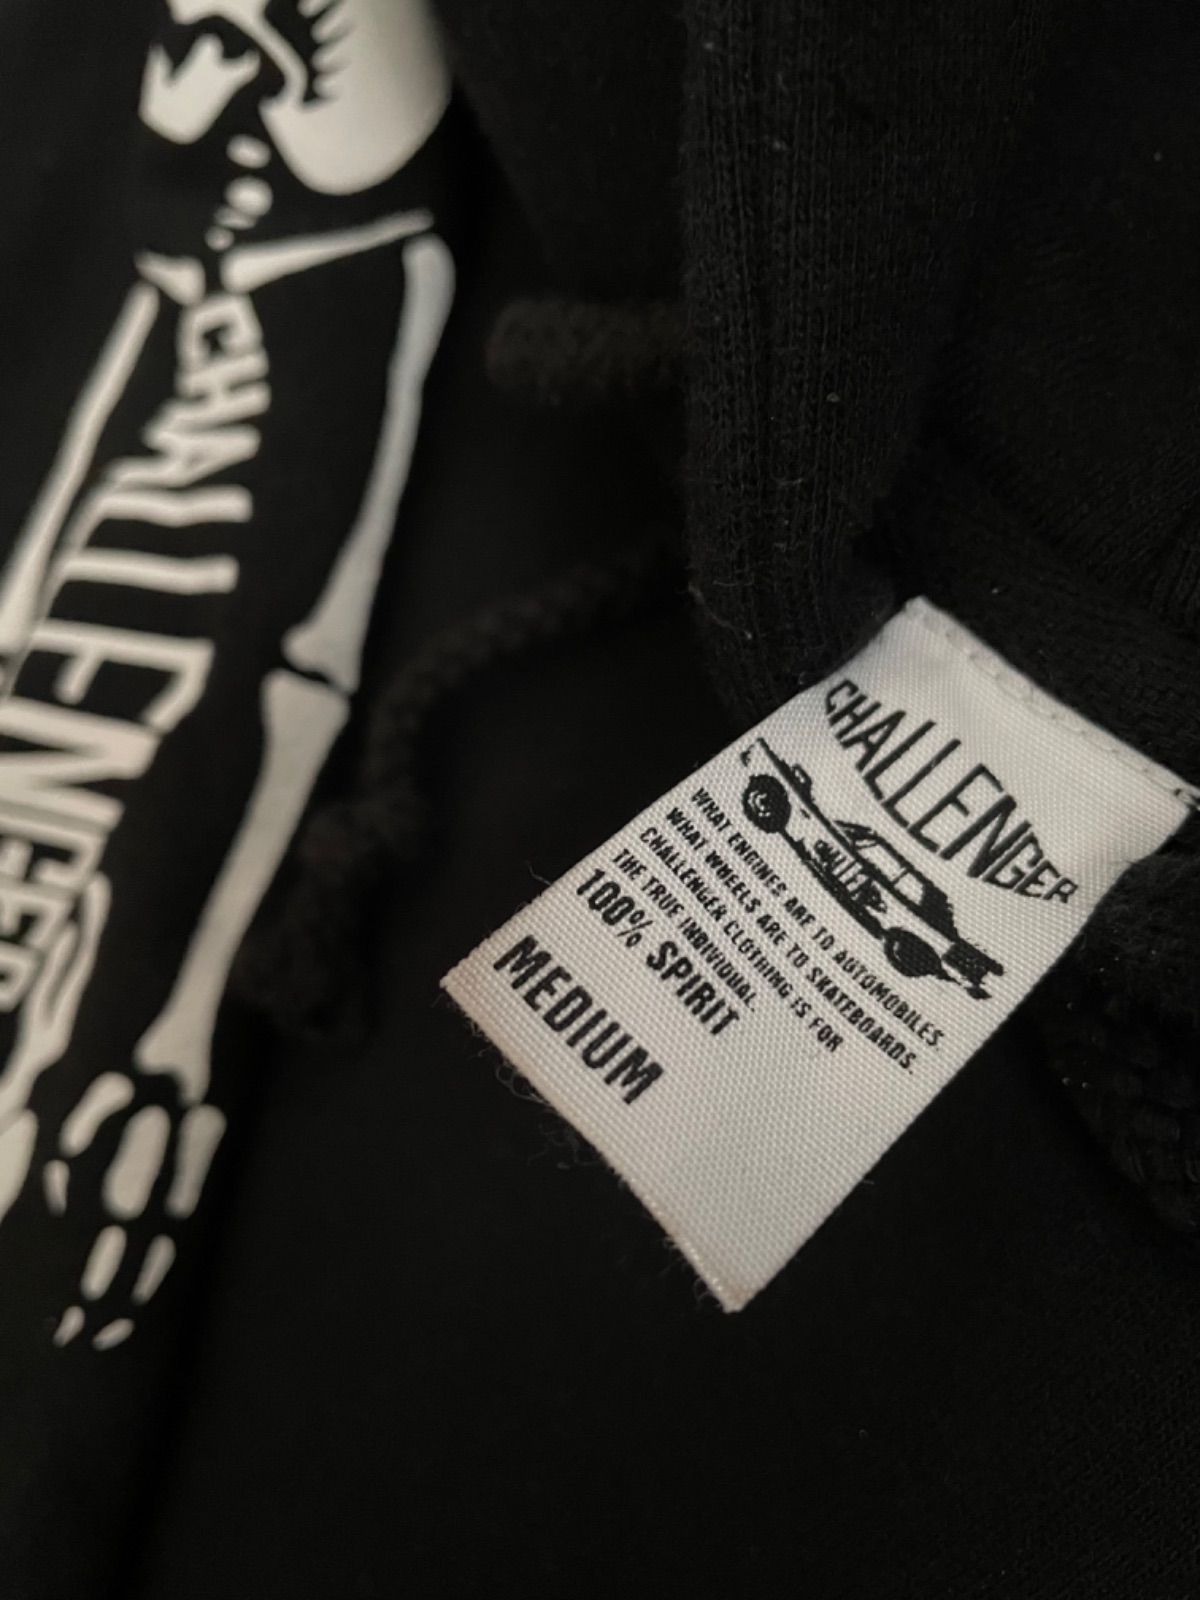 CHALLENGER
CHALLENGER
CHALLENGER
WHAT ENGINES ARE TO AUTOMOBILES.
WHAT WHEELS ARE TO SKATEBOARDS.
CHALLENGER CLOTHING IS FOR
THE TRUE INDIVIDUAL.
100% SPIRIT
MEDIUM